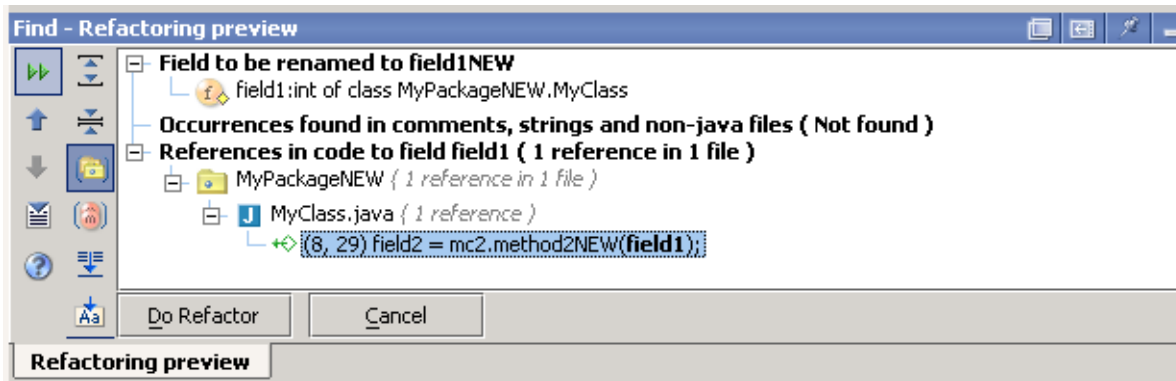 Find - Refactoring preview
Field to be renamed to field1NEW
f field1:int of class MyPackageNEW.MyClass
Occurrences found in comments, strings and non-java files ( Not found )
References in code to field field1 ( 1 reference in 1 file )
MyPackageNEW ( 1 reference in 1 file )
J MyClass.java ( 1 reference )
(8, 29) field2 = mc2.method2NEW(field1);
Aa Do Refactor Cancel
Refactoring preview